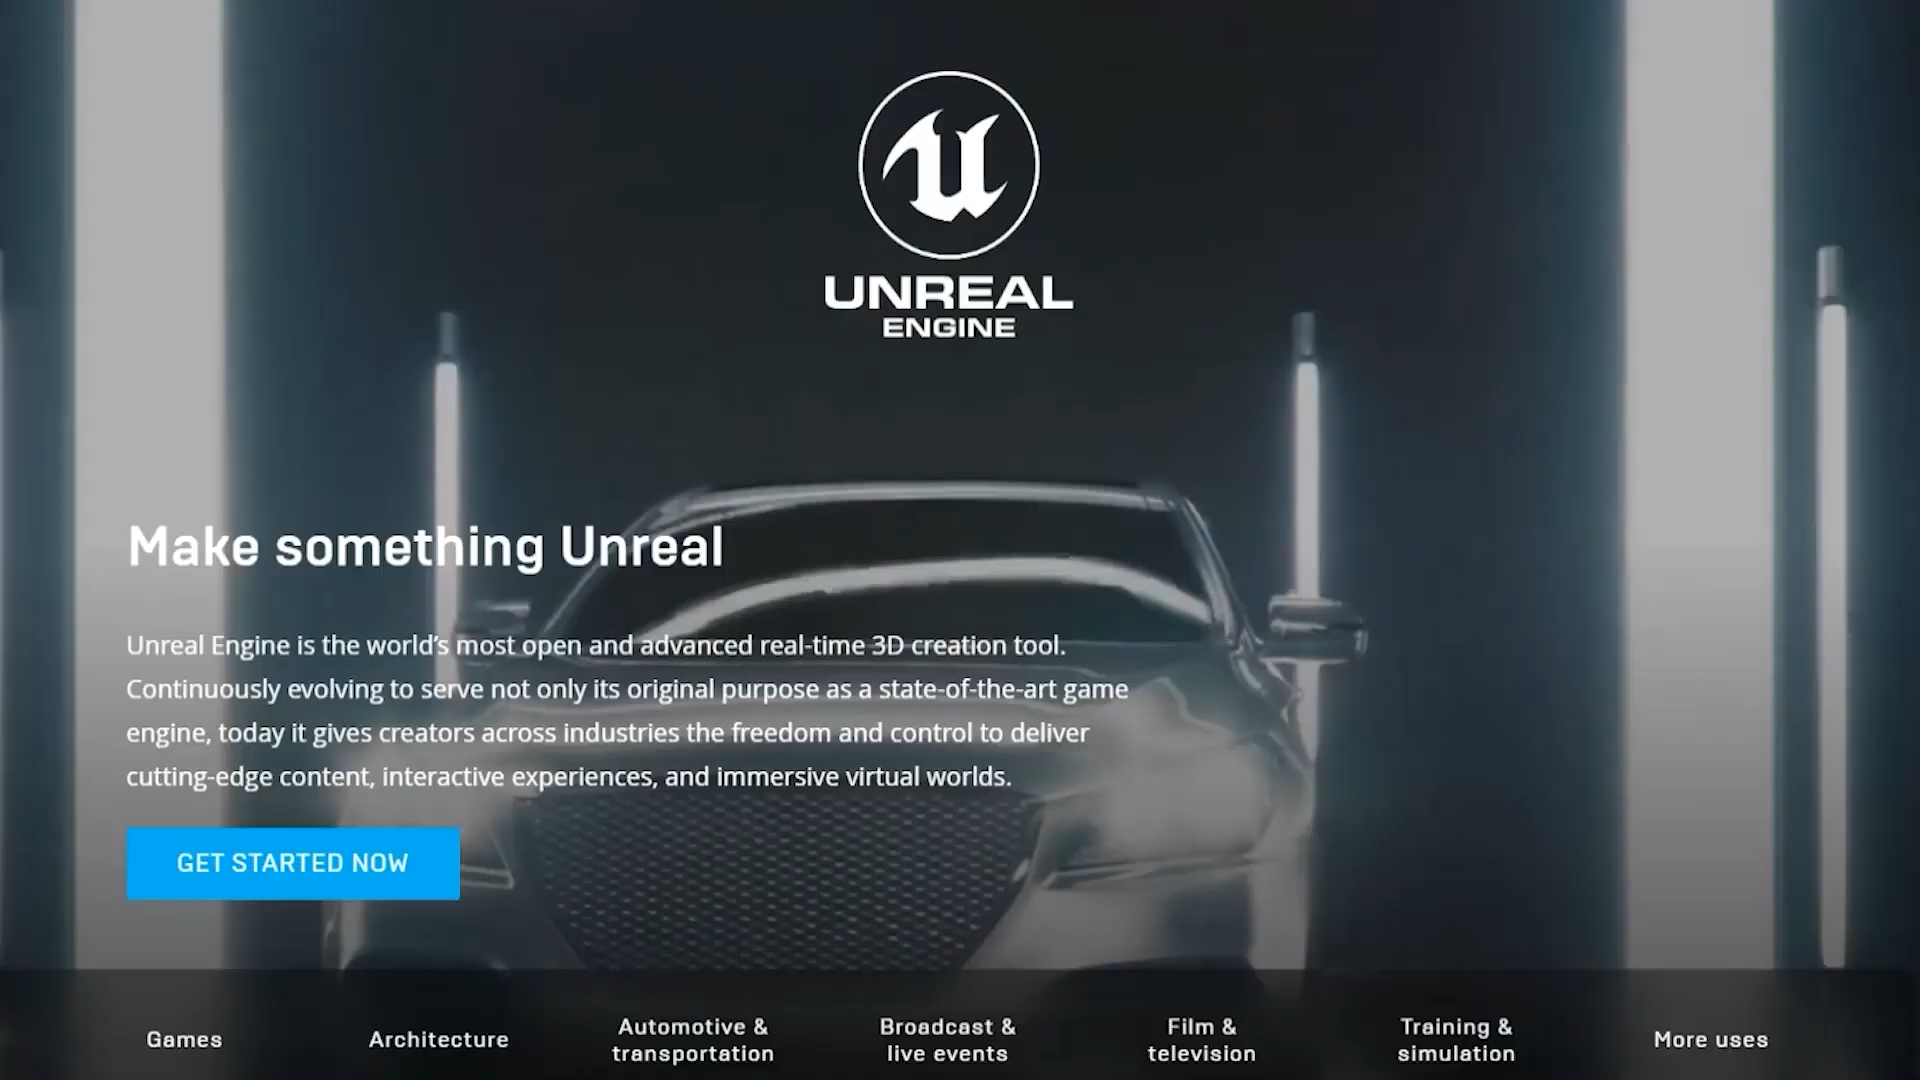 UNREAL
ENGINE
Make something Unreal
Unreal Engine is the world’s most open and advanced real-time 3D creation tool.
Continuously evolving to serve not only its original purpose as a state-of-the-art game
engine, today it gives creators across industries the freedom and control to deliver
cutting-edge content, interactive experiences, and immersive virtual worlds.
GET STARTED NOW
Games
Architecture
Automotive &
transportation
Broadcast &
live events
Film &
television
Training &
simulation
More uses